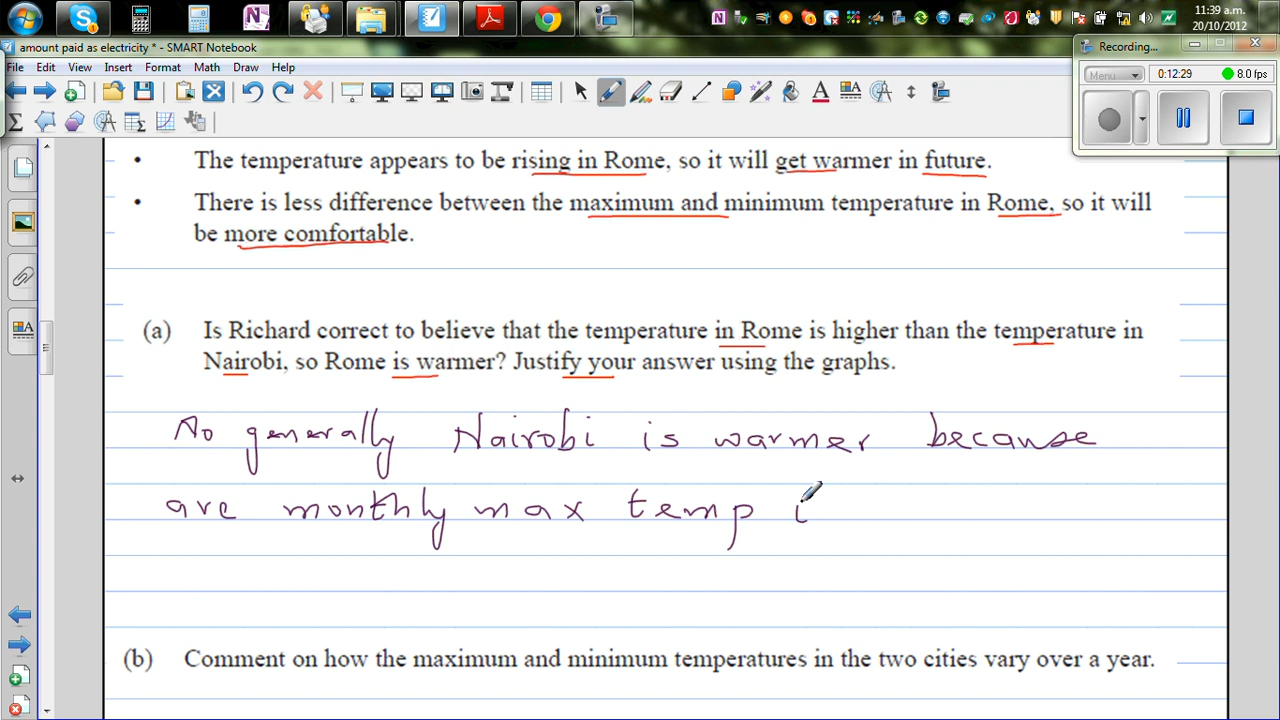 11:39 a.m.
20/10/2012
amount paid as electricity * - SMART Notebook
Recording...
File Edit View Insert Format Math Draw Help
Menu 0:12:29 8.0 fps
• The temperature appears to be rising in Rome, so it will get warmer in future.
• There is less difference between the maximum and minimum temperature in Rome, so it will
be more comfortable.
(a) Is Richard correct to believe that the temperature in Rome is higher than the temperature in
Nairobi, so Rome is warmer? Justify your answer using the graphs.
No generally Nairobi is warmer because
ave monthly max temp i
(b) Comment on how the maximum and minimum temperatures in the two cities vary over a year.